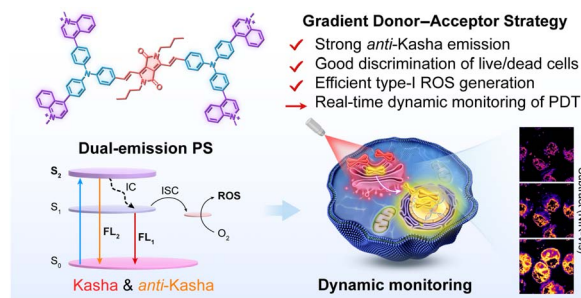 Gradient Donor–Acceptor Strategy
Strong anti-Kasha emission
Good discrimination of live/dead cells
Efficient type-I ROS generation
Real-time dynamic monitoring of PDT
N
N
N
N
N
N
N
N
O
O
Dual-emission PS
S₂
IC
S₁
ISC
ROS
O₂
FL₂
FL₁
S₀
Kasha & anti-Kasha
Dynamic monitoring